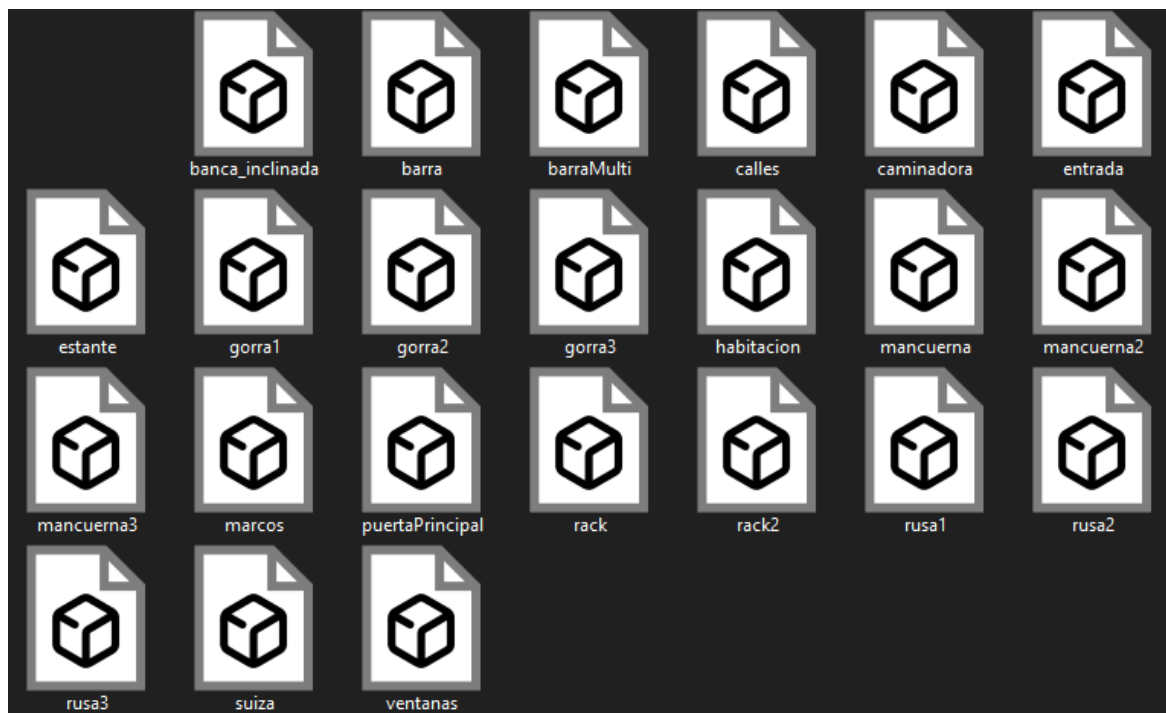 banca_inclinada
barra
barraMulti
calles
caminadora
entrada
estante
gorra1
gorra2
gorra3
habitacion
mancuerna
mancuerna2
mancuerna3
marcos
puertaPrincipal
rack
rack2
rusa1
rusa2
rusa3
suiza
ventanas